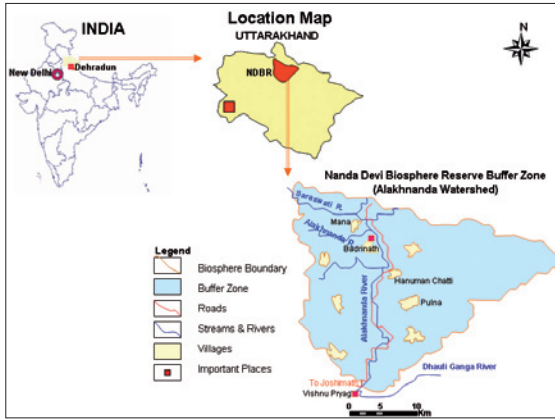 Location Map
INDIA
UTTARAKHAND
N
New Delhi
Dehradun
NDBR
Nanda Devi Biosphere Reserve Buffer Zone
(Alakhnanda Watershed)
Saraswati R.
Mana
Alakhnanda R.
Badrinath
Hanuman Chatti
Pulna
Alakhnanda River
Legend
Biosphere Boundary
Buffer Zone
Roads
Streams & Rivers
Villages
Important Places
To Joshimath
Vishnu Pryag
Dhauli Ganga River
0 5 10
Km